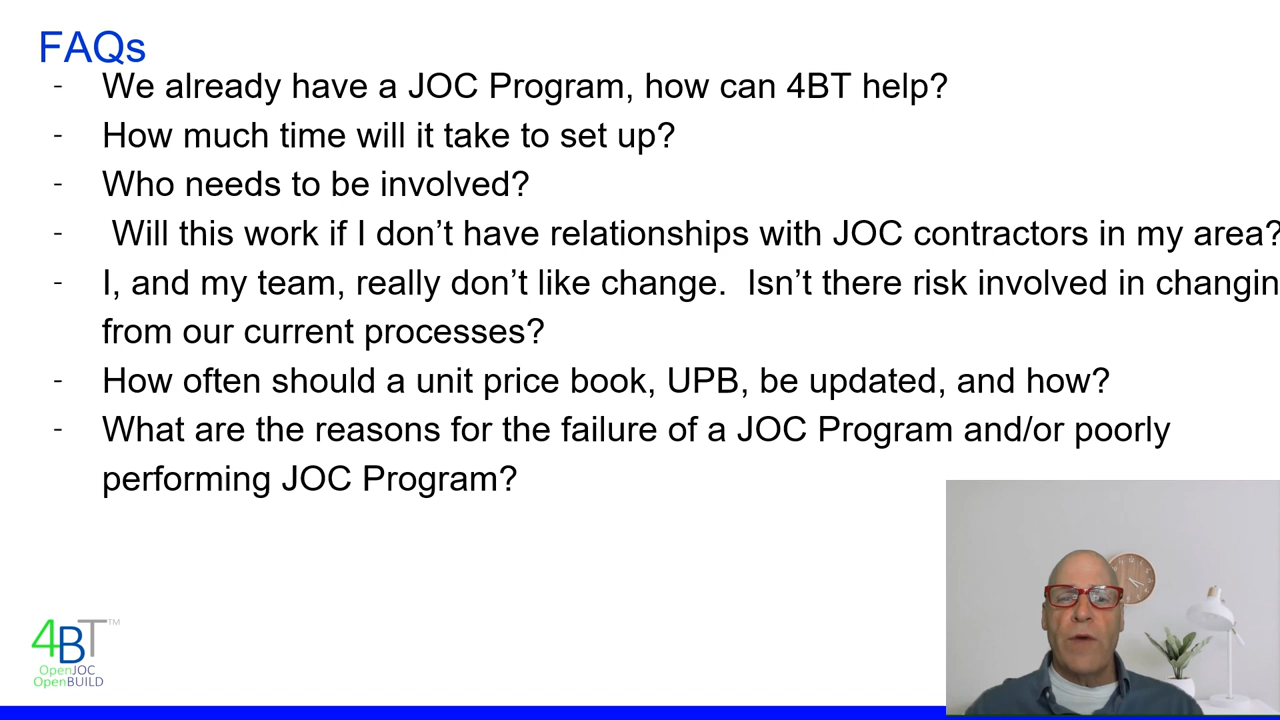 FAQs
- We already have a JOC Program, how can 4BT help?
- How much time will it take to set up?
- Who needs to be involved?
- Will this work if I don’t have relationships with JOC contractors in my area?
- I, and my team, really don’t like change.  Isn’t there risk involved in changin
from our current processes?
- How often should a unit price book, UPB, be updated, and how?
- What are the reasons for the failure of a JOC Program and/or poorly
performing JOC Program?
4BT™
OpenJOC
OpenBUILD